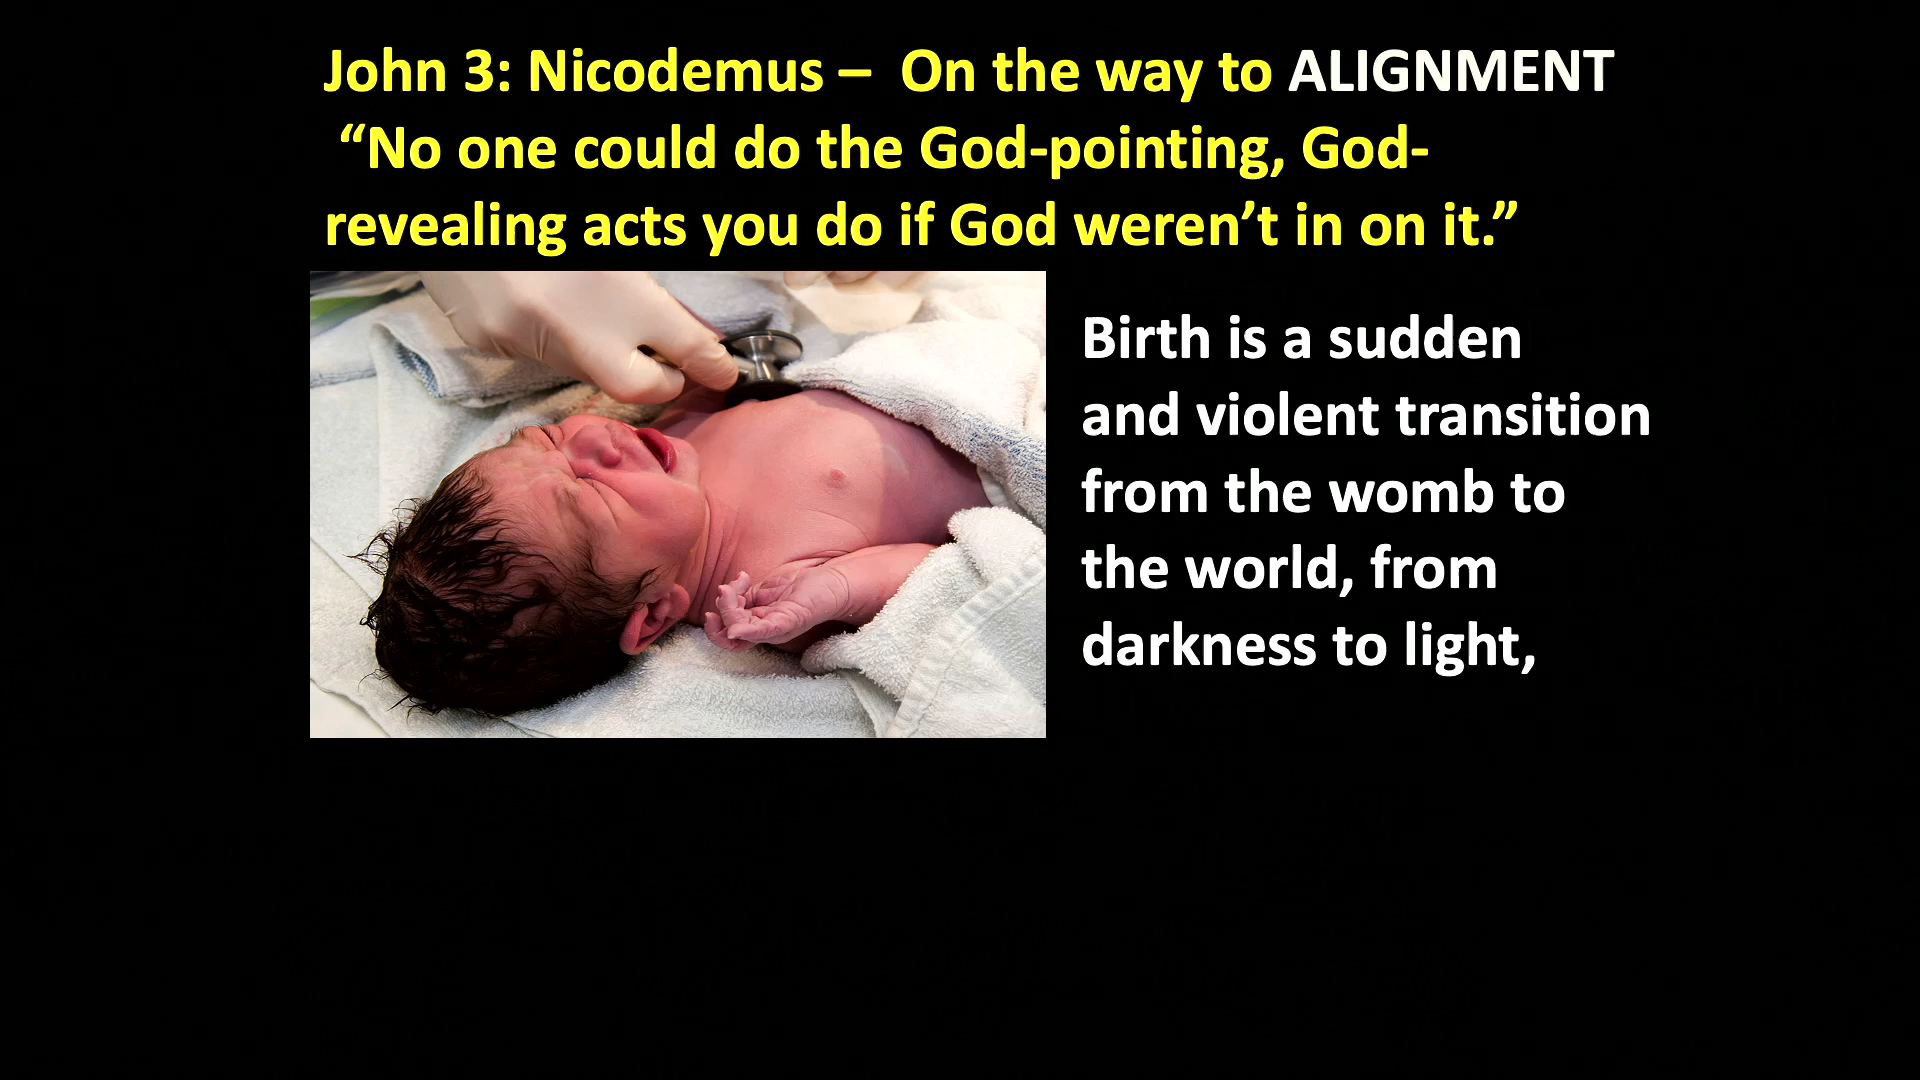 John 3: Nicodemus –  On the way to ALIGNMENT
“No one could do the God-pointing, God-
revealing acts you do if God weren’t in on it.”
Birth is a sudden
and violent transition
from the womb to
the world, from
darkness to light,